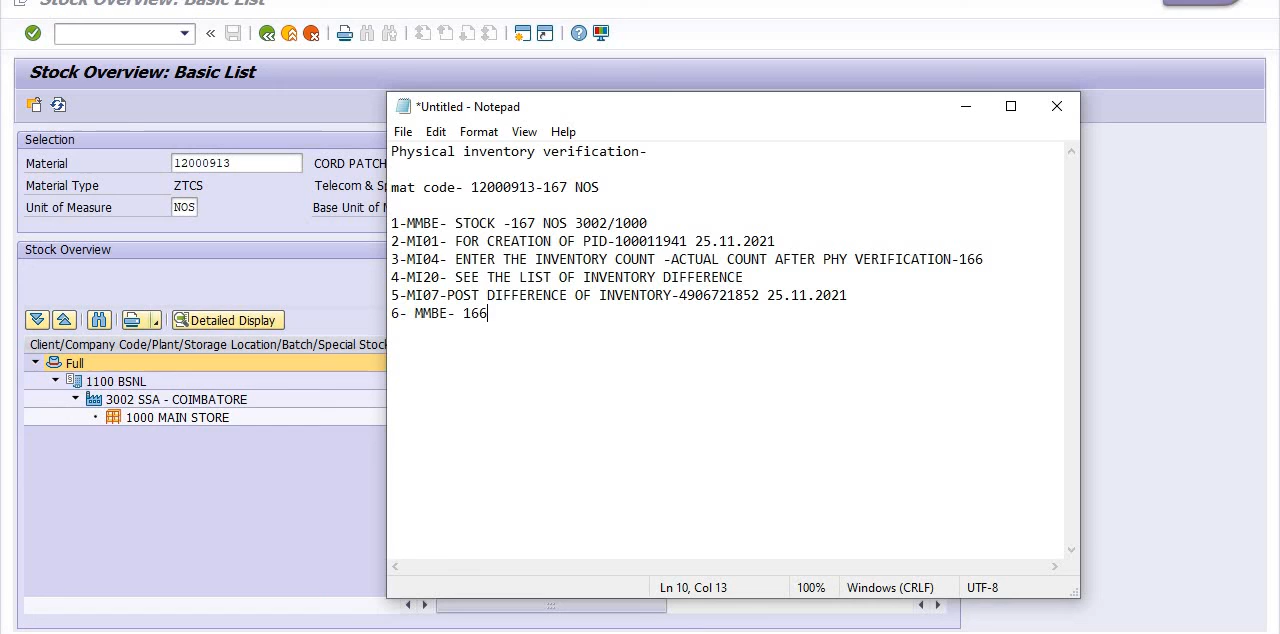 Stock Overview: Basic List
Stock Overview: Basic List
*Untitled - Notepad
File Edit Format View Help
Selection
Material 12000913 CORD PATCH
Material Type ZTCS Telecom & Sp
Unit of Measure NOS Base Unit of
Stock Overview
Detailed Display
Client/Company Code/Plant/Storage Location/Batch/Special Stock
Full
1100 BSNL
3002 SSA - COIMBATORE
1000 MAIN STORE
Physical inventory verification-
mat code- 12000913-167 NOS
1-MMBE- STOCK -167 NOS 3002/1000
2-MI01- FOR CREATION OF PID-100011941 25.11.2021
3-MI04- ENTER THE INVENTORY COUNT -ACTUAL COUNT AFTER PHY VERIFICATION-166
4-MI20- SEE THE LIST OF INVENTORY DIFFERENCE
5-MI07-POST DIFFERENCE OF INVENTORY-4906721852 25.11.2021
6- MMBE- 166
Ln 10, Col 13 100% Windows (CRLF) UTF-8